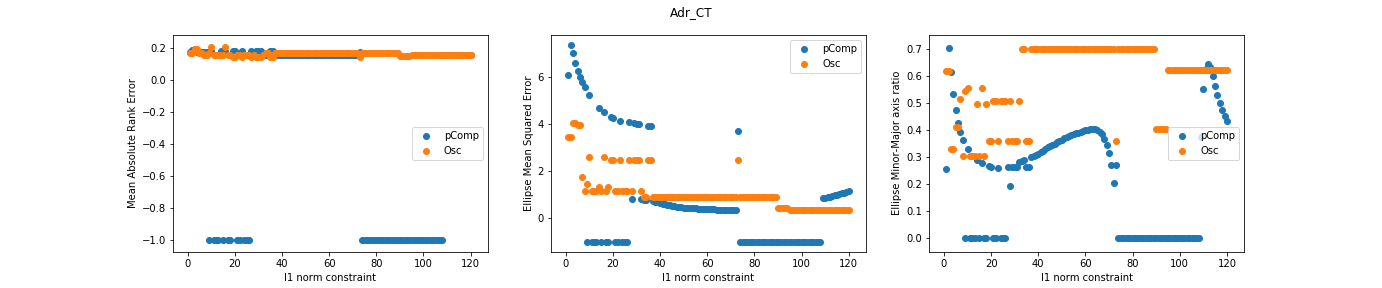 Adr_CT
Mean Absolute Rank Error
0.2
0.0
−0.2
−0.4
−0.6
−0.8
−1.0
0 20 40 60 80 100 120
l1 norm constraint
pComp
Osc
Ellipse Mean Squared Error
6
4
2
0
0 20 40 60 80 100 120
l1 norm constraint
pComp
Osc
Ellipse Minor-Major axis ratio
0.7
0.6
0.5
0.4
0.3
0.2
0.1
0.0
0 20 40 60 80 100 120
l1 norm constraint
pComp
Osc